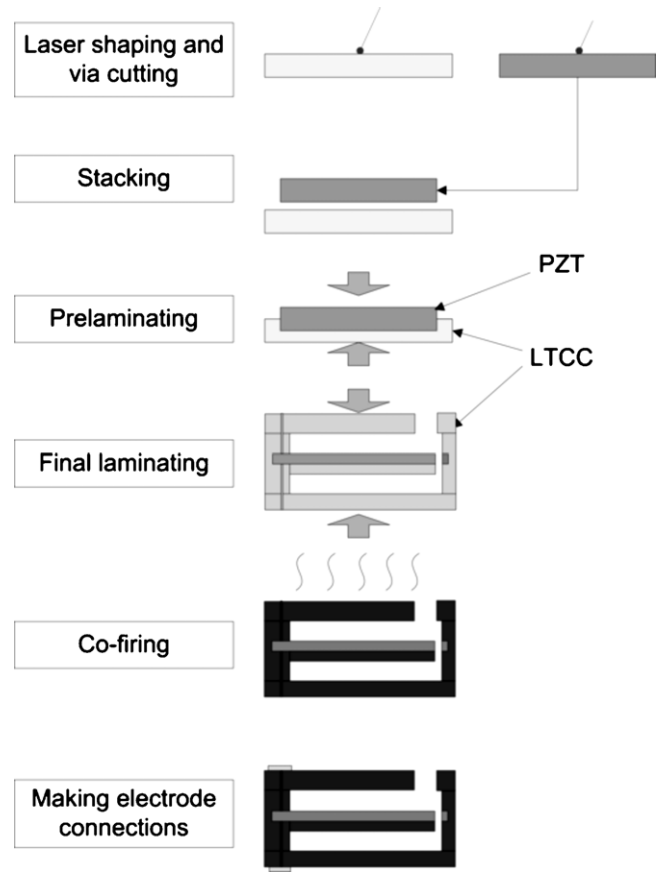 Laser shaping and
via cutting
Stacking
PZT
Prelaminating
LTCC
Final laminating
Co-firing
Making electrode
connections